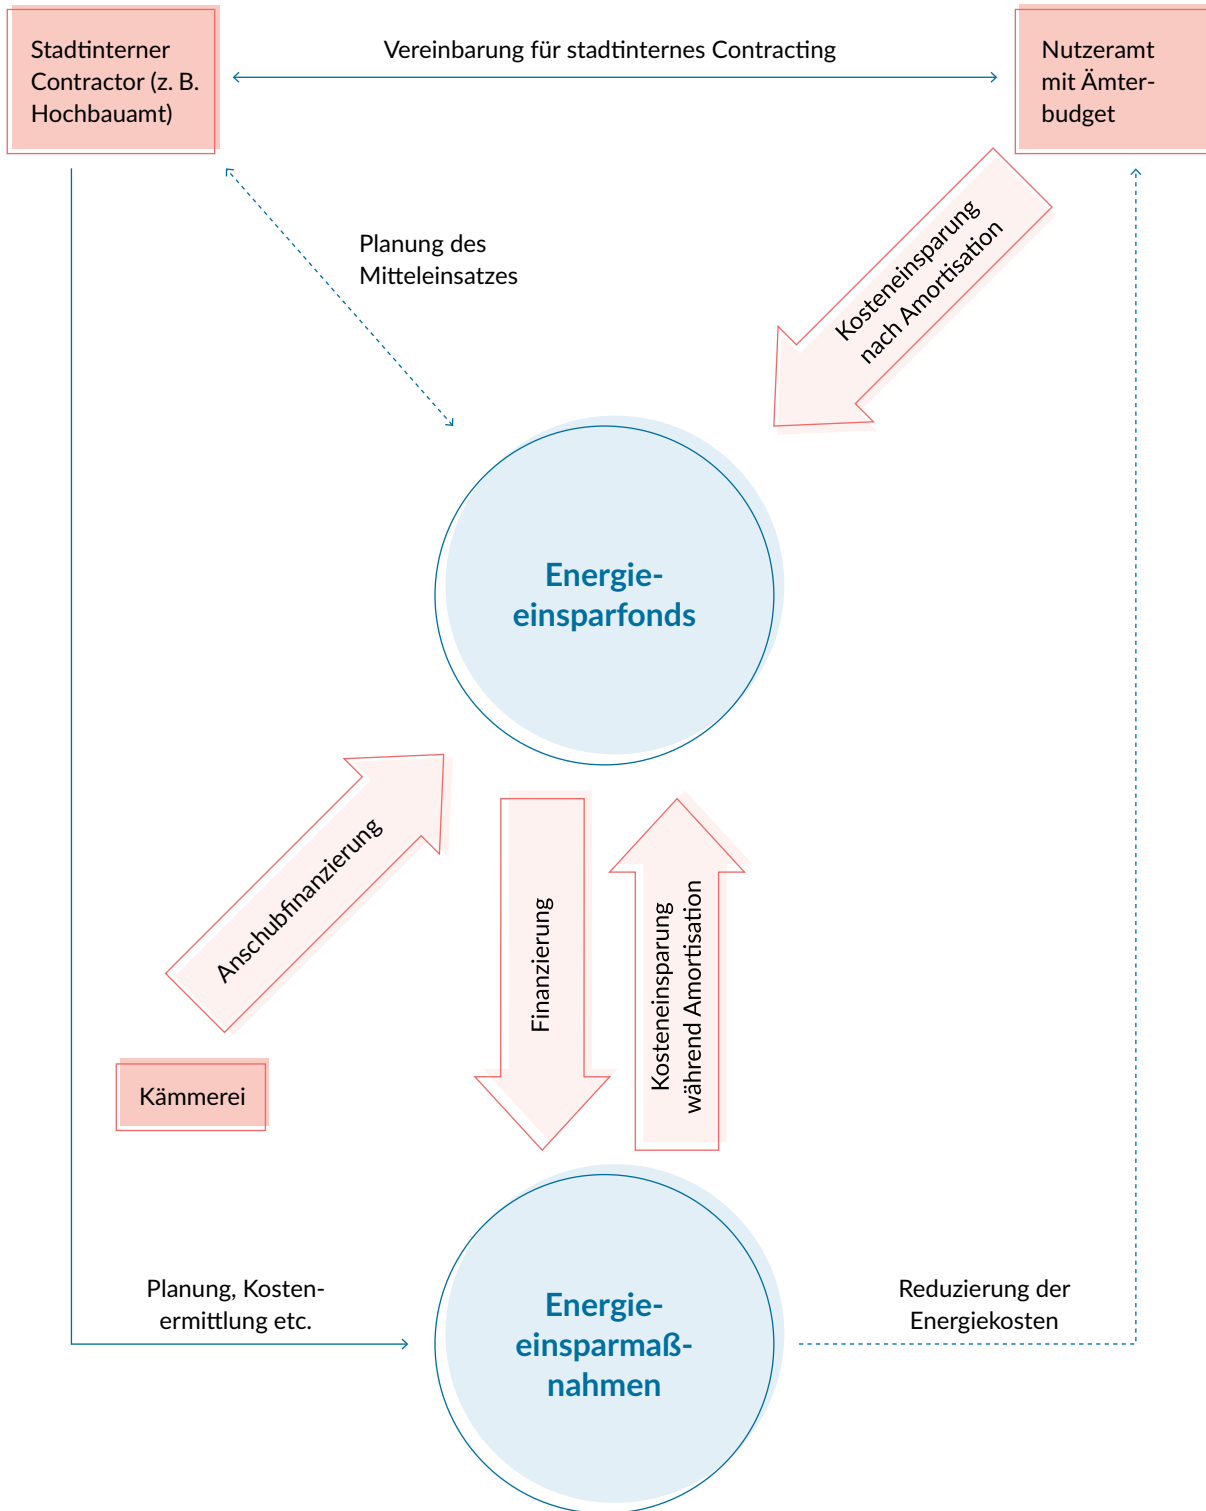 Stadtinterner
Contractor (z. B.
Hochbauamt)
Vereinbarung für stadtinternes Contracting
Nutzeramt
mit Ämter-
budget
Planung des
Mitteleinsatzes
Kosteneinsparung
nach Amortisation
Energie-
einsparfonds
Anschubfinanzierung
Finanzierung
Kosteneinsparung
während Amortisation
Kämmerei
Planung, Kosten-
ermittlung etc.
Energie-
einsparmaß-
nahmen
Reduzierung der
Energiekosten